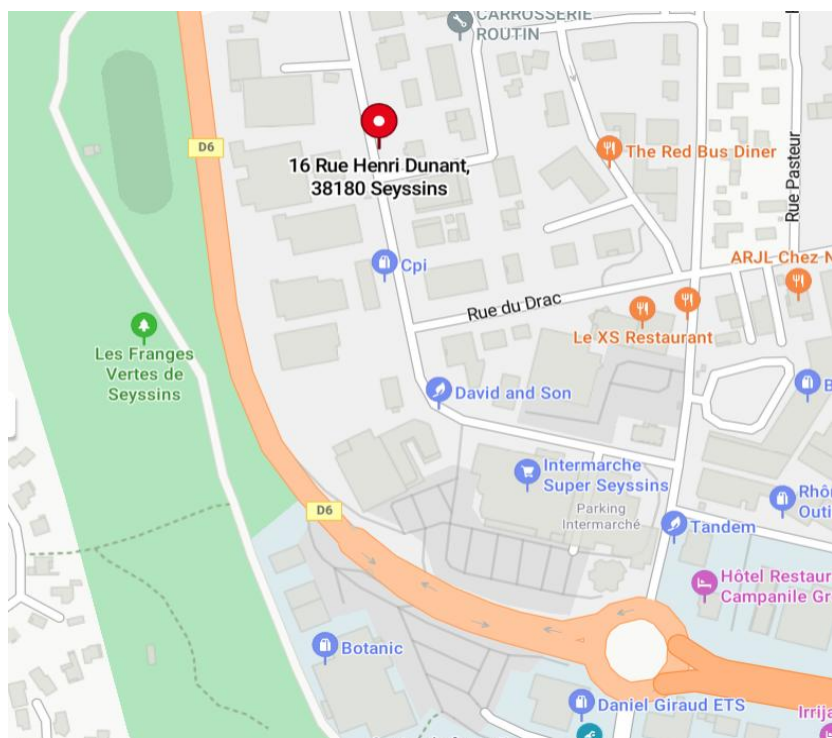 CARROSSERIE
ROUTIN
D6
The Red Bus Diner
16 Rue Henri Dunant,
38180 Seyssins
Rue Pasteur
Cpi
ARJL Chez N
Rue du Drac
Le XS Restaurant
Les Franges
Vertes de
Seyssins
David and Son
B
Intermarche
Super Seyssins
Rhôn
Outi
Parking
Intermarché
D6
Tandem
Hôtel Restaur
Campanile Gr
Botanic
Daniel Giraud ETS
Irrija